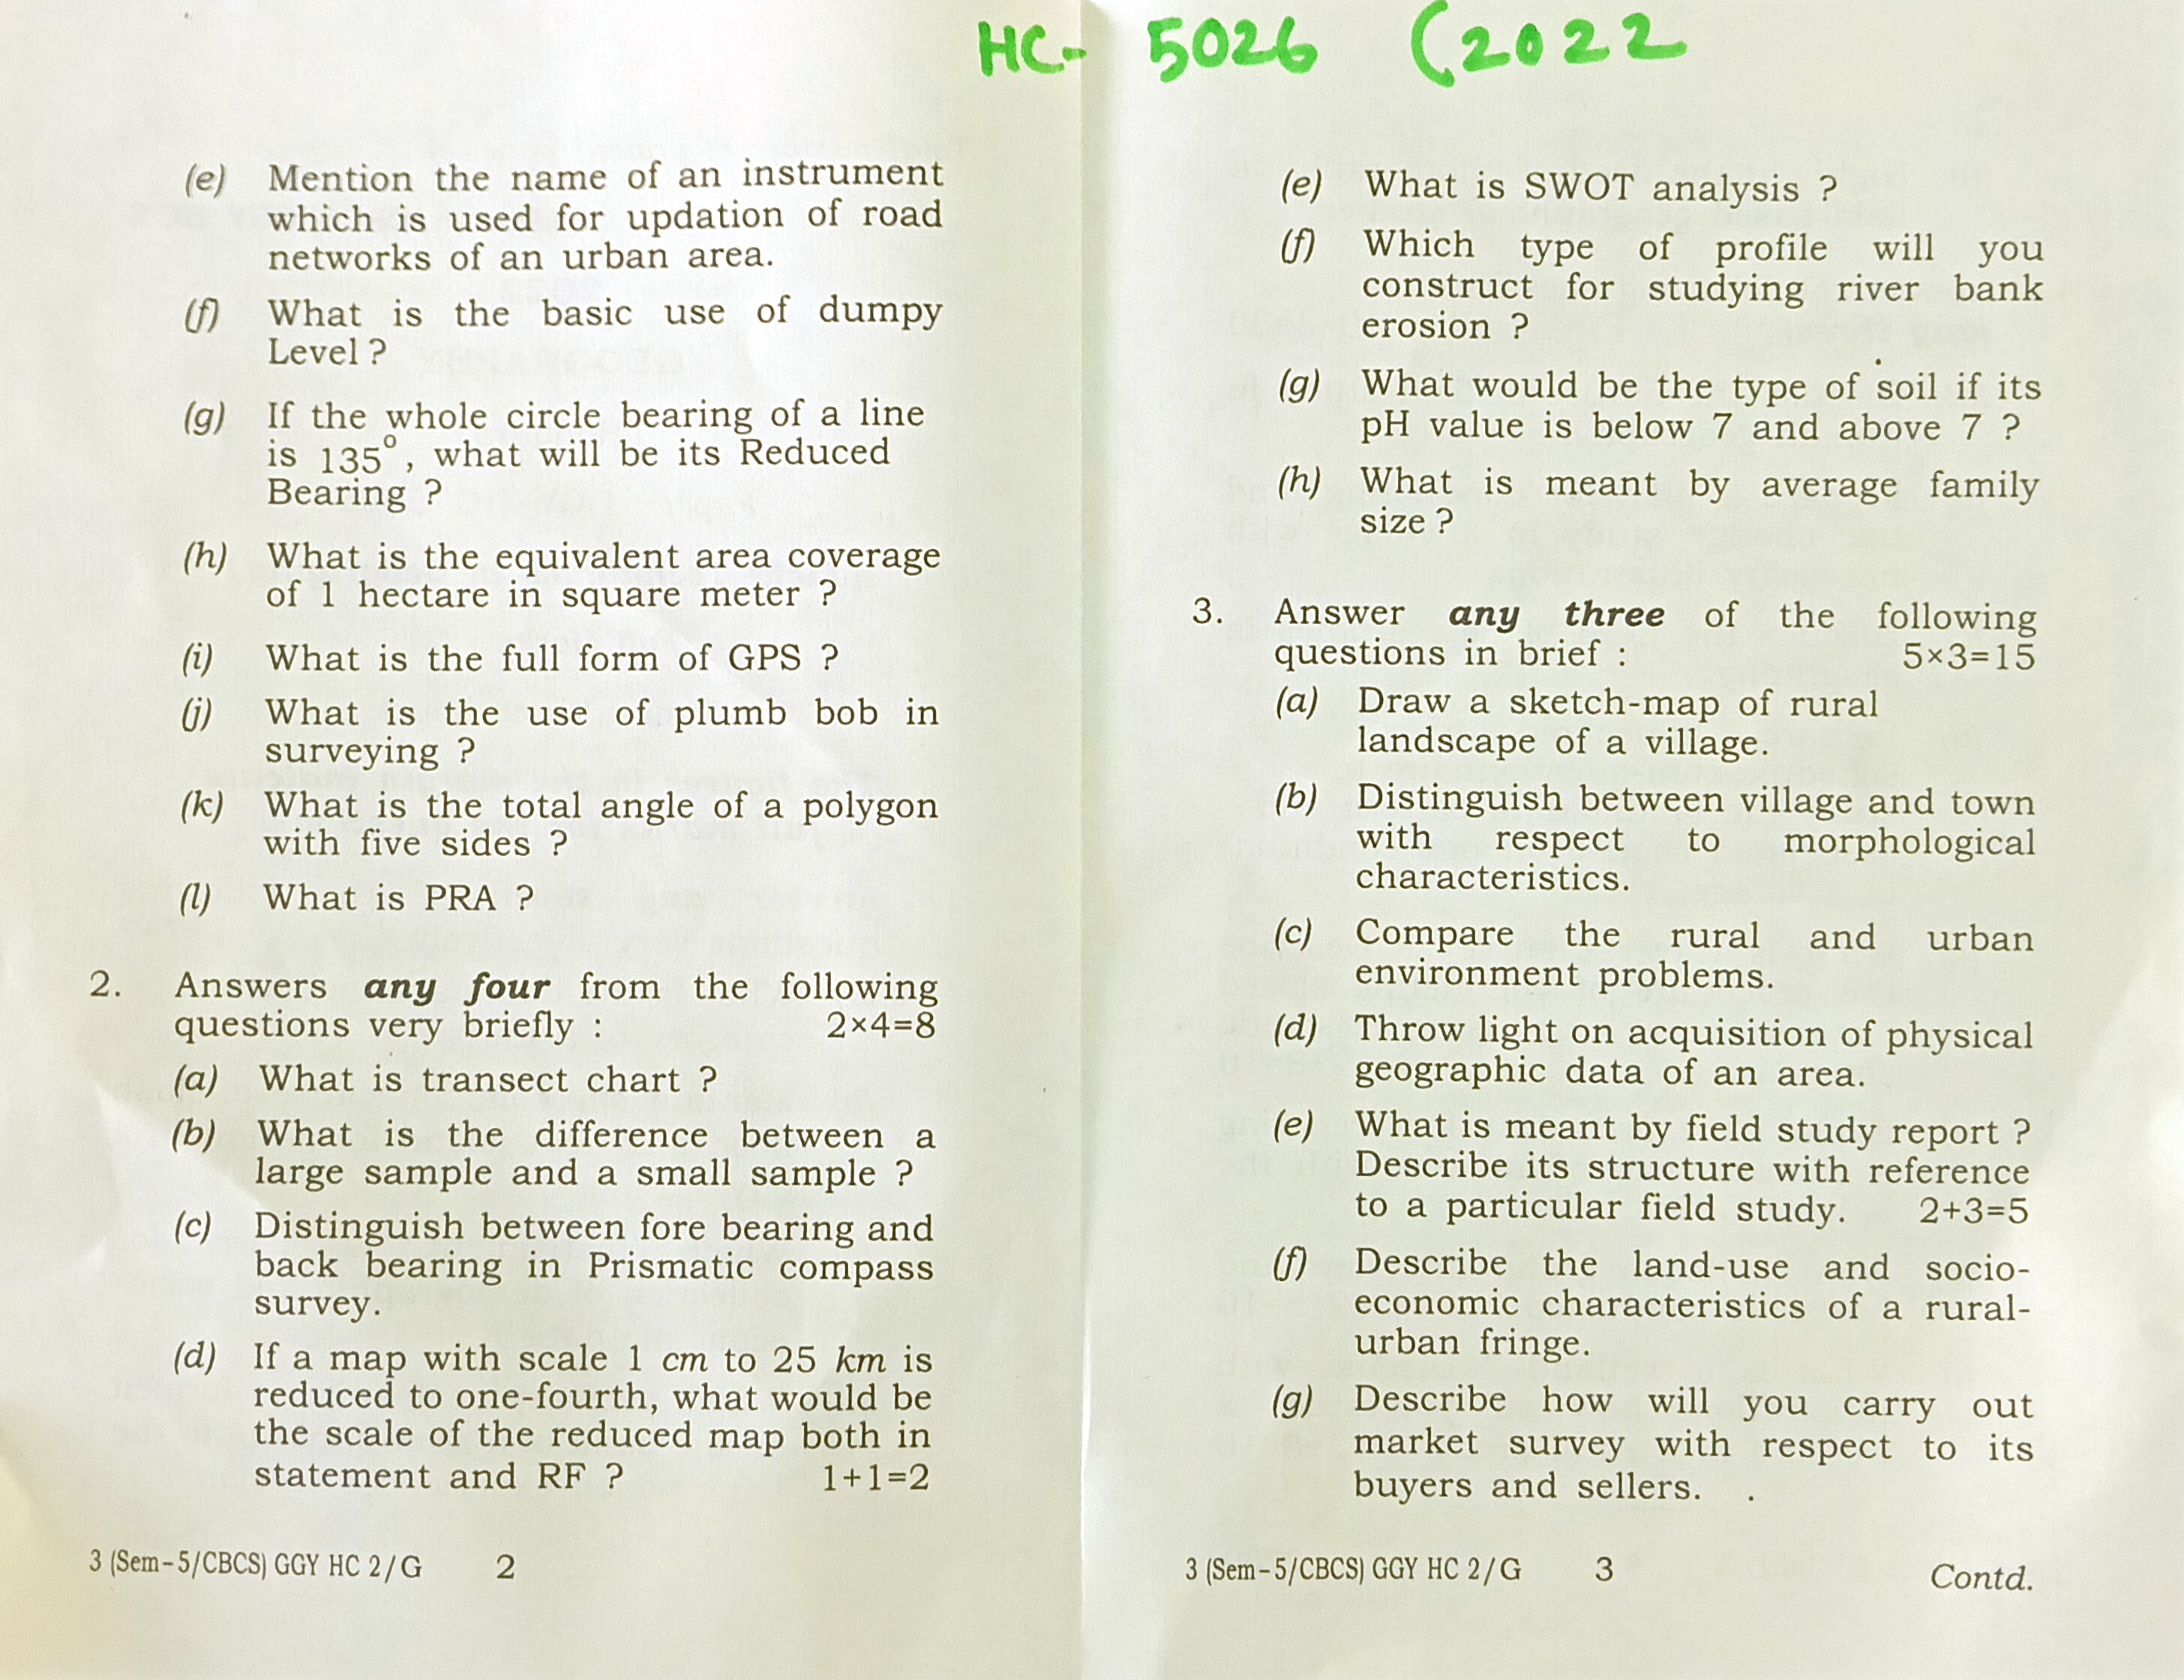 HC- 5026 (2022
(e) Mention the name of an instrument
which is used for updation of road
networks of an urban area.
(f) What is the basic use of dumpy
Level ?
(g) If the whole circle bearing of a line
is 135°, what will be its Reduced
Bearing ?
(h) What is the equivalent area coverage
of 1 hectare in square meter ?
(i) What is the full form of GPS ?
(j) What is the use of plumb bob in
surveying ?
(k) What is the total angle of a polygon
with five sides ?
(l) What is PRA ?
2. Answers any four from the following
questions very briefly : 2×4=8
(a) What is transect chart ?
(b) What is the difference between a
large sample and a small sample ?
(c) Distinguish between fore bearing and
back bearing in Prismatic compass
survey.
(d) If a map with scale 1 cm to 25 km is
reduced to one-fourth, what would be
the scale of the reduced map both in
statement and RF ? 1+1=2
3 (Sem-5/CBCS) GGY HC 2/G 2
(e) What is SWOT analysis ?
(f) Which type of profile will you
construct for studying river bank
erosion ?
(g) What would be the type of soil if its
pH value is below 7 and above 7 ?
(h) What is meant by average family
size ?
3. Answer any three of the following
questions in brief : 5×3=15
(a) Draw a sketch-map of rural
landscape of a village.
(b) Distinguish between village and town
with respect to morphological
characteristics.
(c) Compare the rural and urban
environment problems.
(d) Throw light on acquisition of physical
geographic data of an area.
(e) What is meant by field study report ?
Describe its structure with reference
to a particular field study. 2+3=5
(f) Describe the land-use and socio-
economic characteristics of a rural-
urban fringe.
(g) Describe how will you carry out
market survey with respect to its
buyers and sellers.
3 (Sem-5/CBCS) GGY HC 2/G 3 Contd.